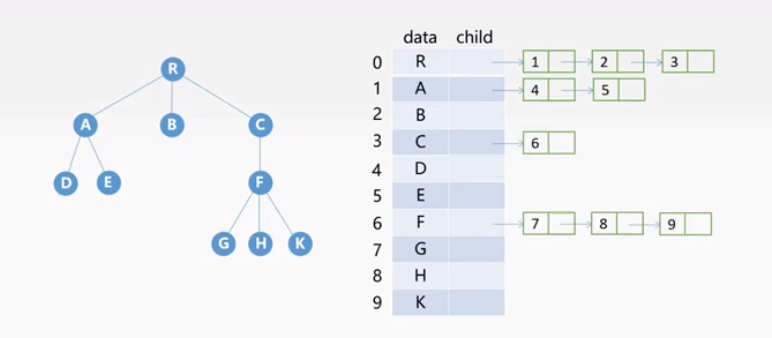 R
A B C
D E F
G H K
data child
0 R 1 2 3
1 A 4 5
2 B
3 C 6
4 D
5 E
6 F 7 8 9
7 G
8 H
9 K